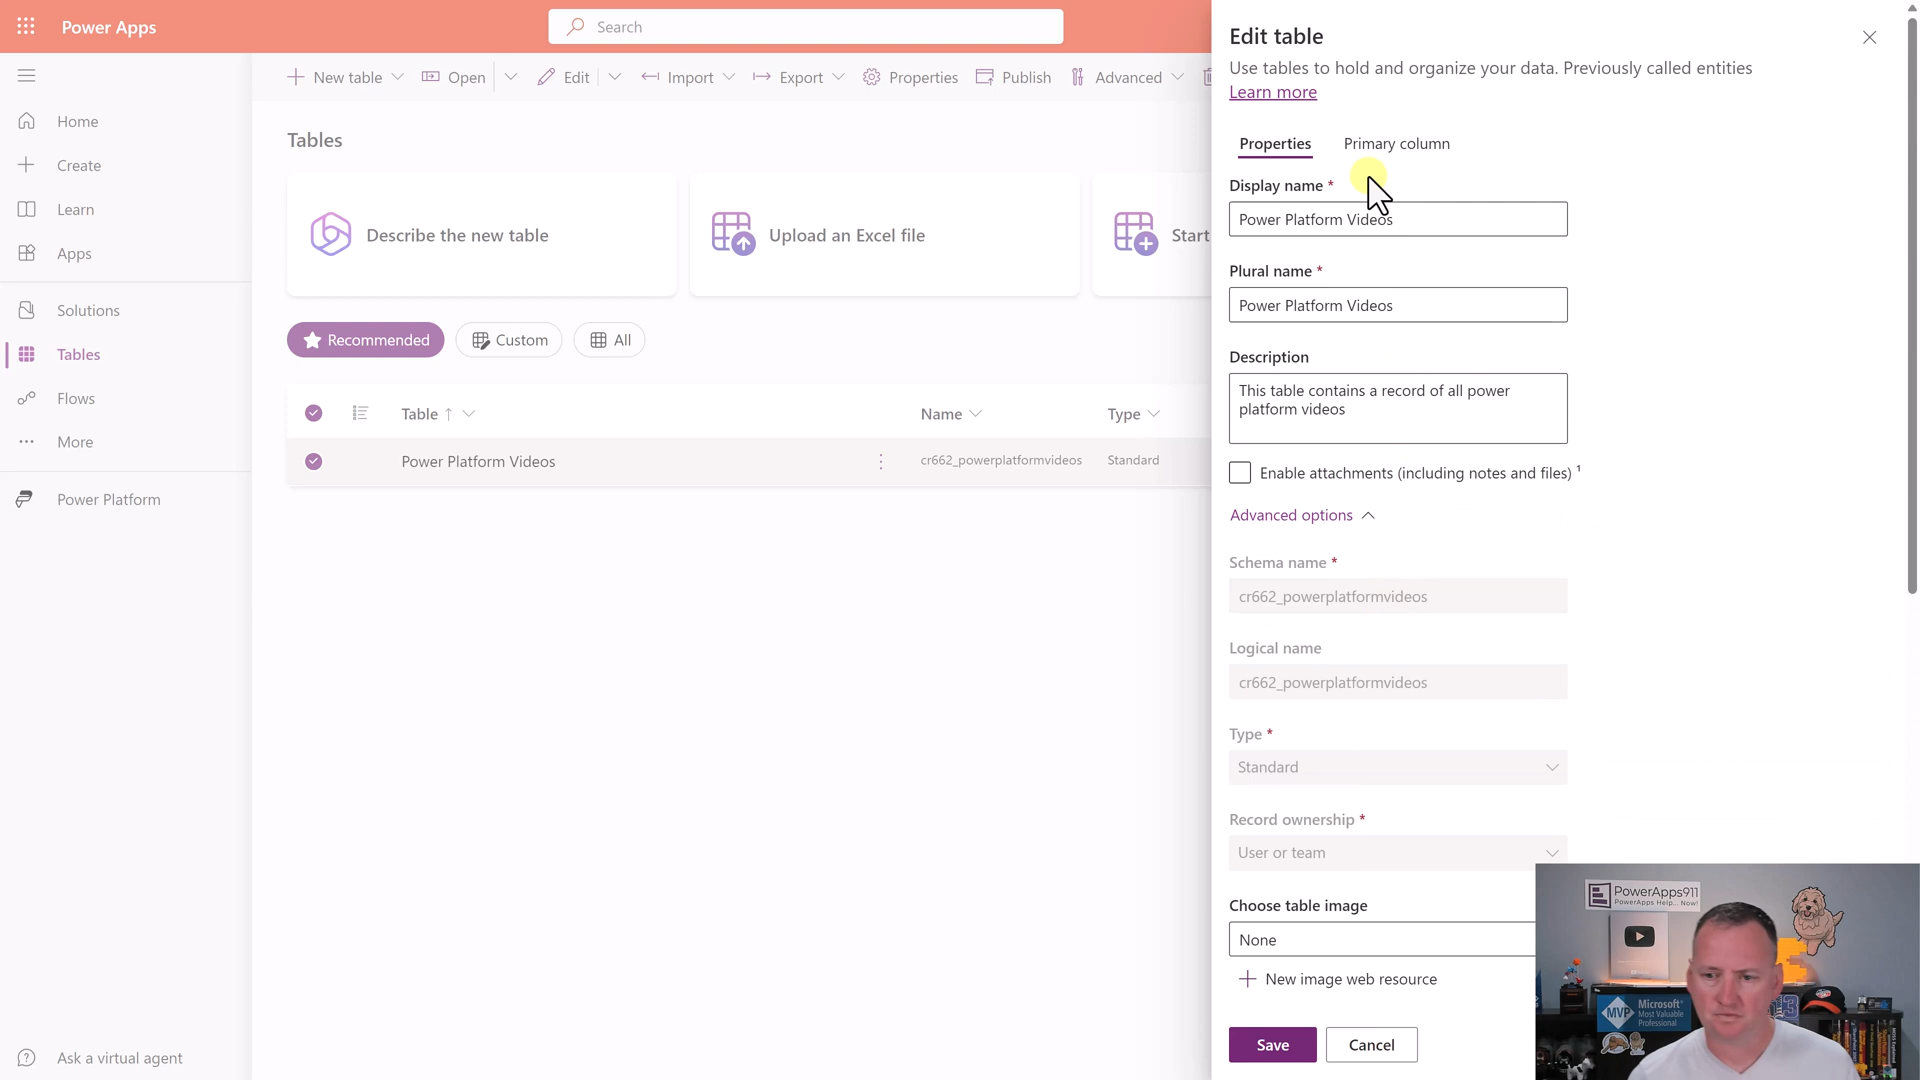 Power Apps
Search
New table
Open
Edit
Import
Export
Properties
Publish
Advanced
Home
Create
Learn
Apps
Solutions
Tables
Flows
More
Power Platform
Ask a virtual agent
Tables
Describe the new table
Upload an Excel file
Start
Recommended
Custom
All
Table ↑
Name
Type
Power Platform Videos
cr662_powerplatformvideos
Standard
Edit table
Use tables to hold and organize your data. Previously called entities
Learn more
Properties
Primary column
Display name *
Power Platform Videos
Plural name *
Power Platform Videos
Description
This table contains a record of all power
platform videos
Enable attachments (including notes and files) ¹
Advanced options
Schema name *
cr662_powerplatformvideos
Logical name
cr662_powerplatformvideos
Type *
Standard
Record ownership *
User or team
Choose table image
None
New image web resource
Save
Cancel
PowerApps911
PowerApps Help... Now!
Microsoft®
MVP
Most Valuable
Professional